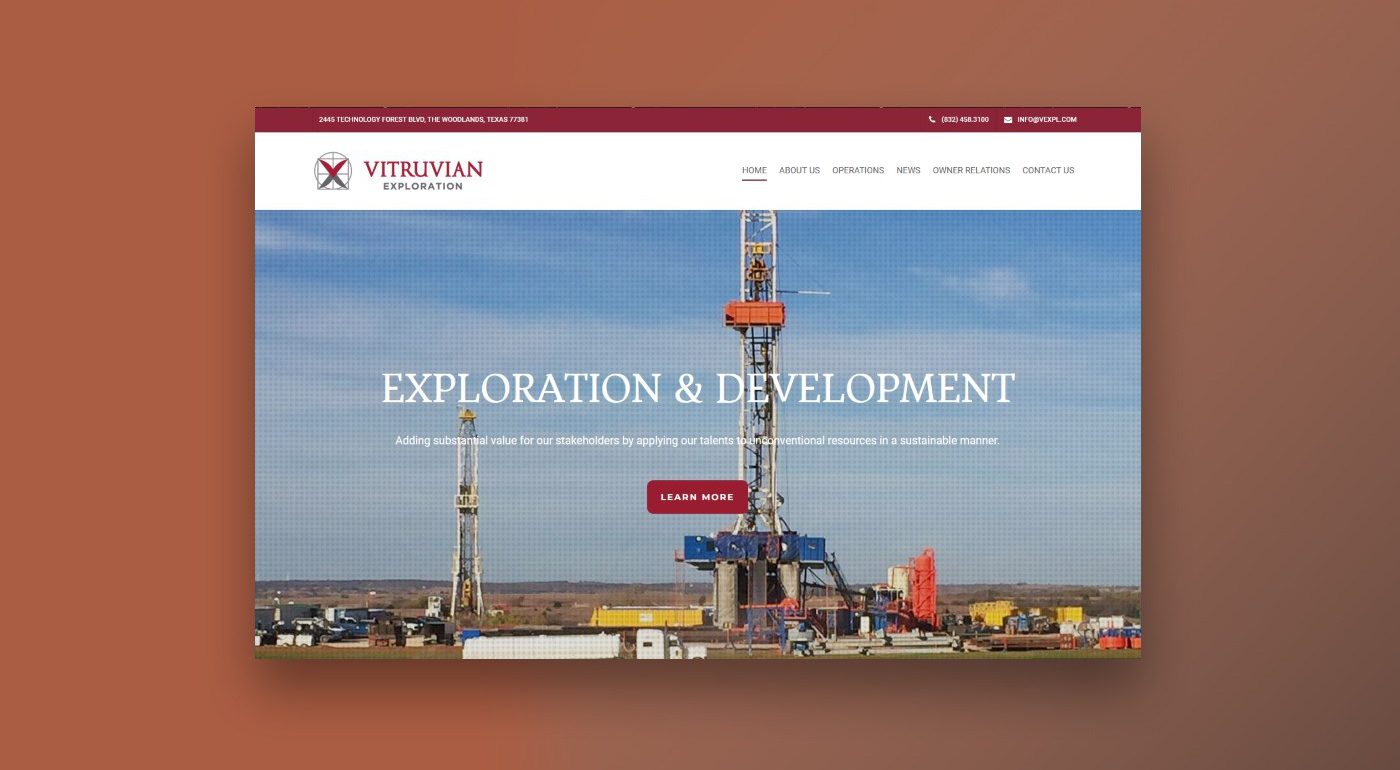 2445 TECHNOLOGY FOREST BLVD, THE WOODLANDS, TEXAS 77381
(832) 458.3100
INFO@VEXPL.COM
VITRUVIAN
EXPLORATION
HOME ABOUT US OPERATIONS NEWS OWNER RELATIONS CONTACT US
EXPLORATION & DEVELOPMENT
Adding substantial value for our stakeholders by applying our talents to unconventional resources in a sustainable manner.
LEARN MORE